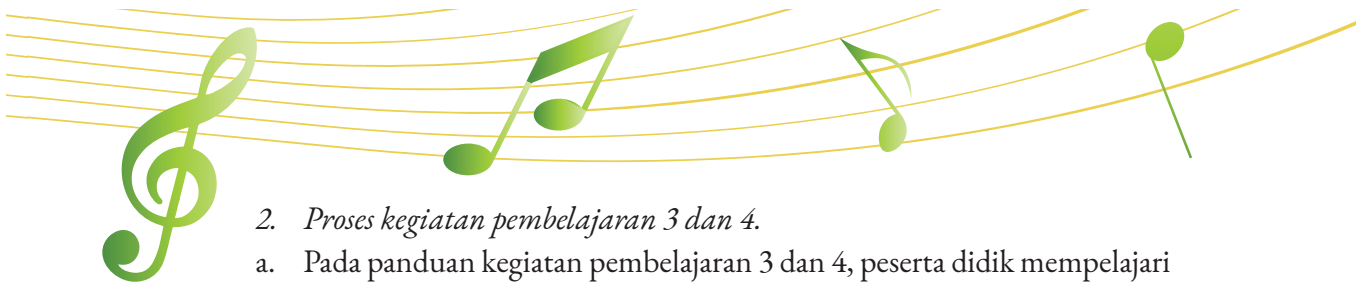 2. Proses kegiatan pembelajaran 3 dan 4.
a. Pada panduan kegiatan pembelajaran 3 dan 4, peserta didik mempelajari